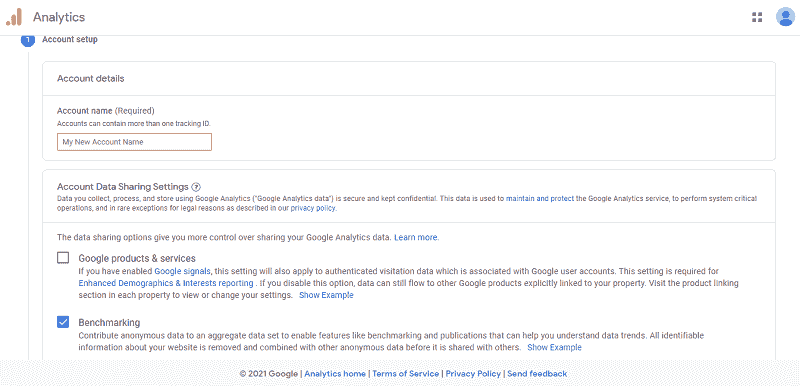 Analytics
1 Account setup
Account details
Account name (Required)
Accounts can contain more than one tracking ID.
My New Account Name
Account Data Sharing Settings ?
Data you collect, process, and store using Google Analytics ("Google Analytics data") is secure and kept confidential. This data is used to maintain and protect the Google Analytics service, to perform system critical
operations, and in rare exceptions for legal reasons as described in our privacy policy.
The data sharing options give you more control over sharing your Google Analytics data. Learn more.
Google products & services
If you have enabled Google signals, this setting will also apply to authenticated visitation data which is associated with Google user accounts. This setting is required for
Enhanced Demographics & Interests reporting . If you disable this option, data can still flow to other Google products explicitly linked to your property. Visit the product linking
section in each property to view or change your settings. Show Example
Benchmarking
Contribute anonymous data to an aggregate data set to enable features like benchmarking and publications that can help you understand data trends. All identifiable
information about your website is removed and combined with other anonymous data before it is shared with others. Show Example
© 2021 Google | Analytics home | Terms of Service | Privacy Policy | Send feedback